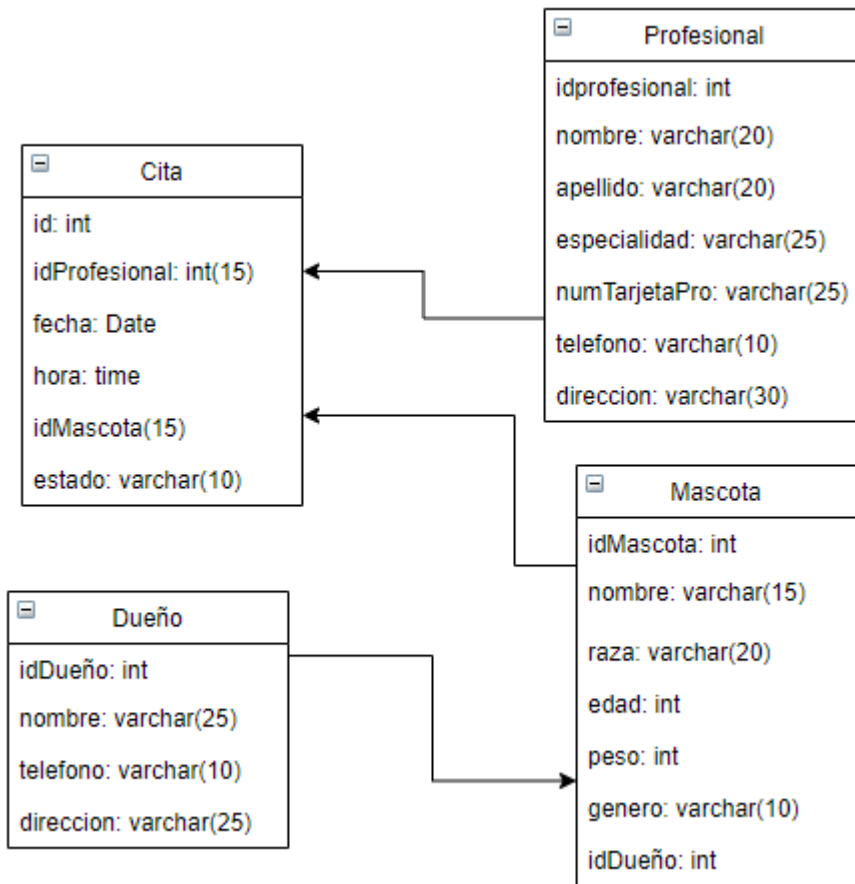 Profesional
idprofesional: int
nombre: varchar(20)
apellido: varchar(20)
especialidad: varchar(25)
numTarjetaPro: varchar(25)
telefono: varchar(10)
direccion: varchar(30)
Cita
id: int
idProfesional: int(15)
fecha: Date
hora: time
idMascota(15)
estado: varchar(10)
Mascota
idMascota: int
nombre: varchar(15)
raza: varchar(20)
edad: int
peso: int
genero: varchar(10)
idDueño: int
Dueño
idDueño: int
nombre: varchar(25)
telefono: varchar(10)
direccion: varchar(25)